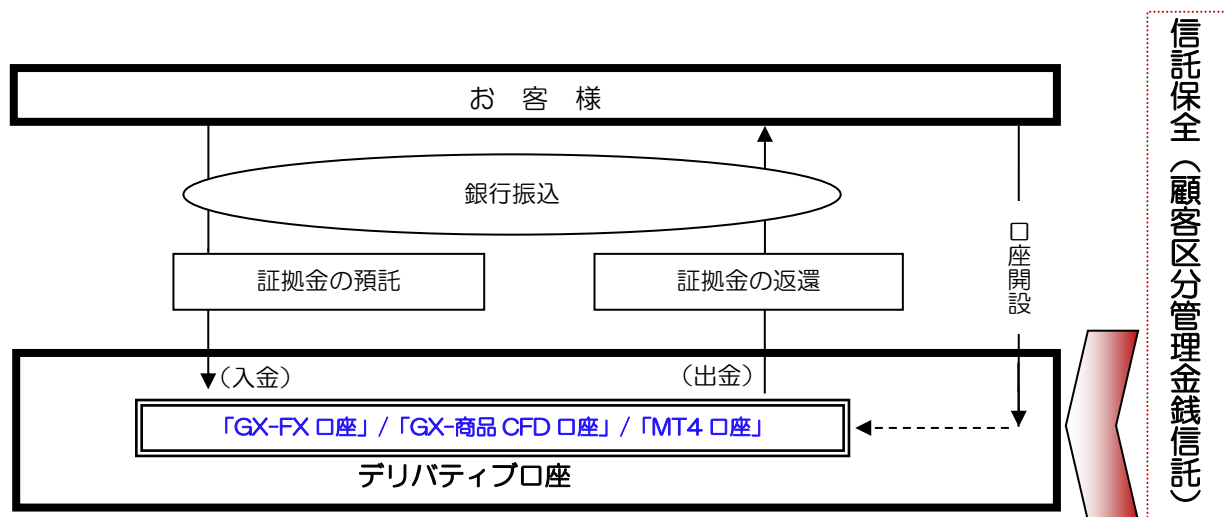 お 客 様
銀行振込
証拠金の預託
証拠金の返還
口座開設
（入金）
（出金）
「GX-FX 口座」/「GX-商品 CFD 口座」/「MT4 口座」
デリバティブ口座
信託保全（顧客区分管理金銭信託）